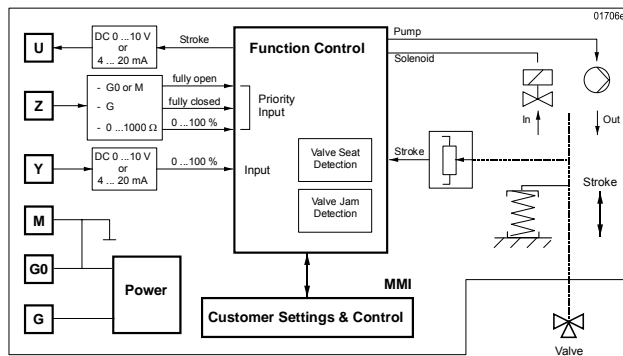 01706e
U
DC 0 ...10 V
or
4 ... 20 mA
Stroke
Function Control
Pump
Solenoid
Z
- G0 or M
- G
- 0 ...1000 Ω
fully open
fully closed
0 ...100 %
Priority
Input
In
Out
Y
DC 0 ...10 V
or
4 ... 20 mA
0 ...100 %
Input
Valve Seat
Detection
Stroke
Valve Jam
Detection
Stroke
M
G0
G
Power
MMI
Customer Settings & Control
Valve